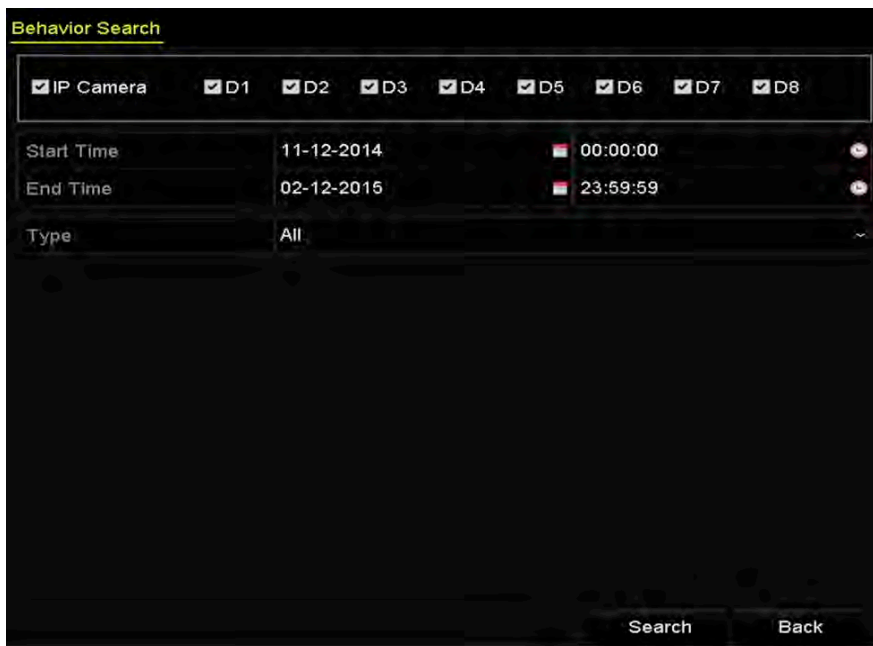 Behavior Search
IP Camera D1 D2 D3 D4 D5 D6 D7 D8
Start Time 11-12-2014 00:00:00
End Time 02-12-2015 23:59:59
Type All
Search Back